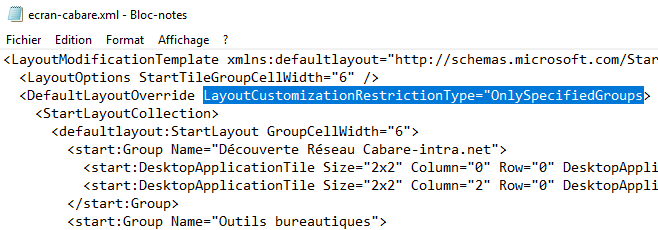 ecran-cabare.xml - Bloc-notes
Fichier Edition Format Affichage ?
<LayoutModificationTemplate xmlns:defaultlayout="http://schemas.microsoft.com/Star
<LayoutOptions StartTileGroupCellWidth="6" />
<DefaultLayoutOverride LayoutCustomizationRestrictionType="OnlySpecifiedGroups>
<StartLayoutCollection>
<defaultlayout:StartLayout GroupCellWidth="6">
<start:Group Name="Découverte Réseau Cabare-intra.net">
<start:DesktopApplicationTile Size="2x2" Column="0" Row="0" DesktopAppli
<start:DesktopApplicationTile Size="2x2" Column="2" Row="0" DesktopAppli
</start:Group>
<start:Group Name="Outils bureautiques">